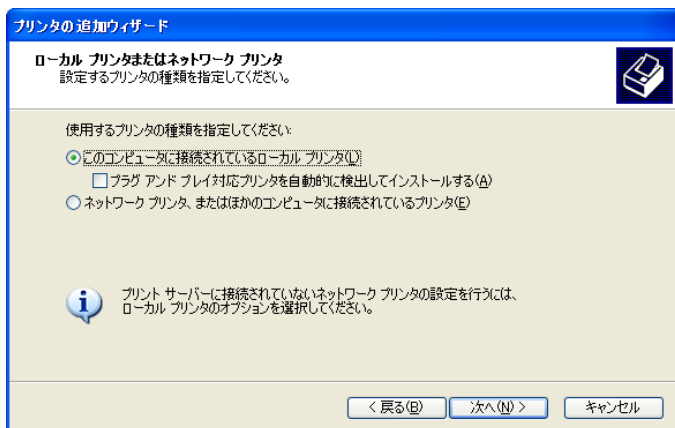 プリンタの追加ウィザード
ローカル プリンタまたはネットワーク プリンタ
設定するプリンタの種類を指定してください。
使用するプリンタの種類を指定してください:
このコンピュータに接続されているローカル プリンタ(L)
プラグ アンド プレイ対応プリンタを自動的に検出してインストールする(A)
ネットワーク プリンタ、またはほかのコンピュータに接続されているプリンタ(E)
プリント サーバーに接続されていないネットワーク プリンタの設定を行うには、
ローカル プリンタのオプションを選択してください。
< 戻る(B) 次へ(N) > キャンセル